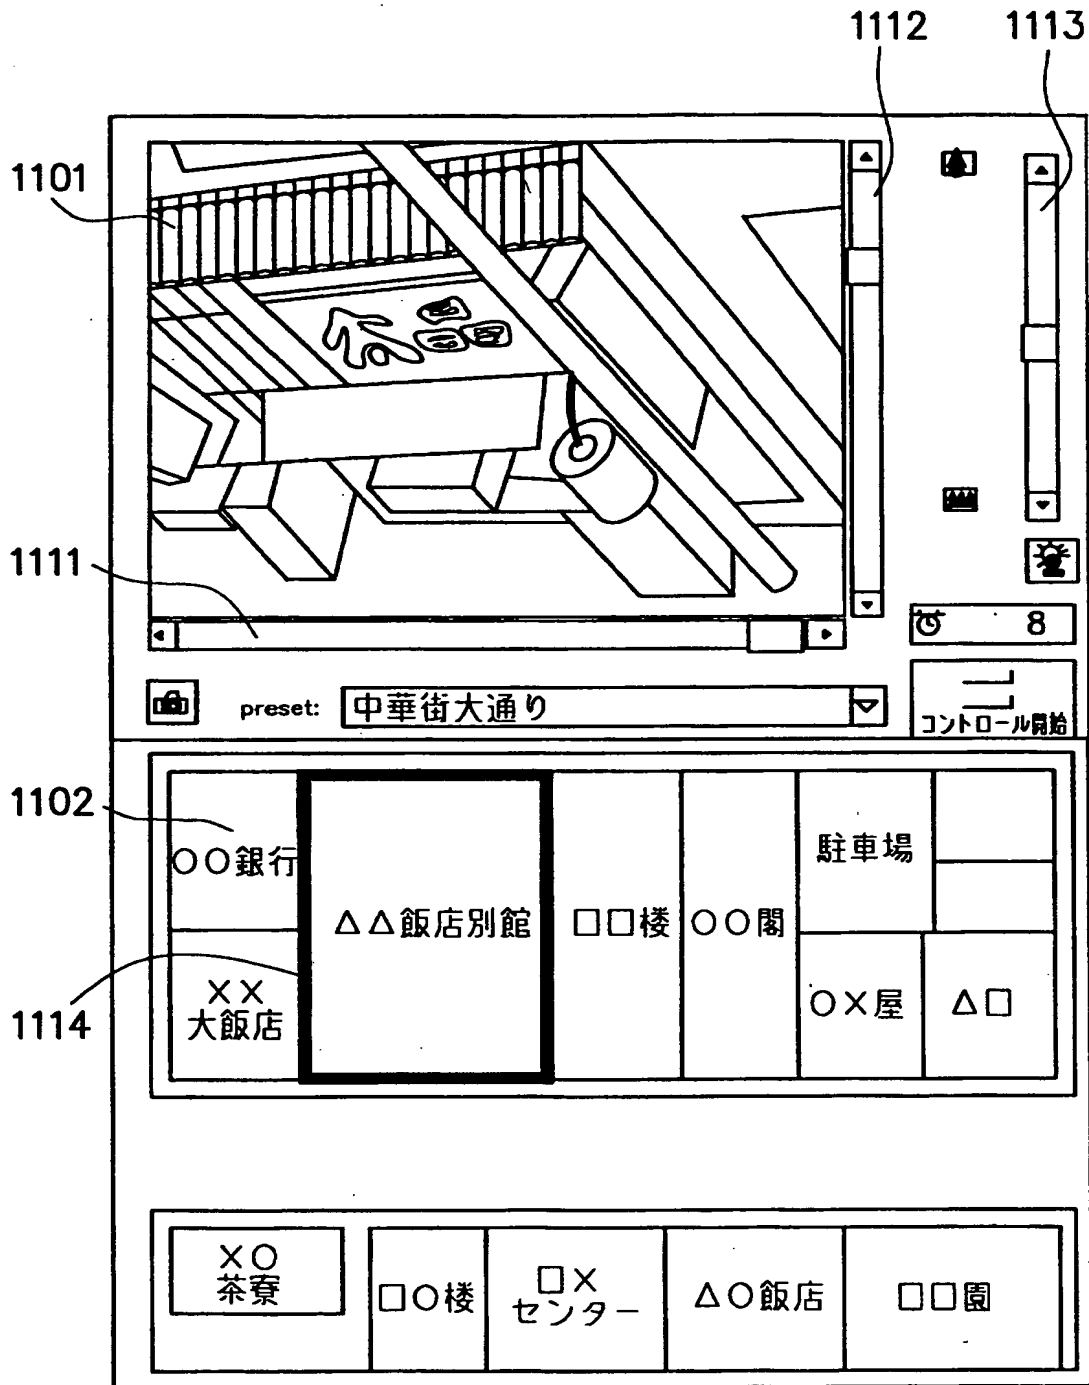 1112 1113
1101
1111
8
preset: 中華街大通り
コントロール開始
1102
○○銀行
△△飯店別館
□□楼
○○閣
駐車場
××
大飯店
○×屋
△□
1114
×○
茶寮
□○楼
□×
センター
△○飯店
□□園